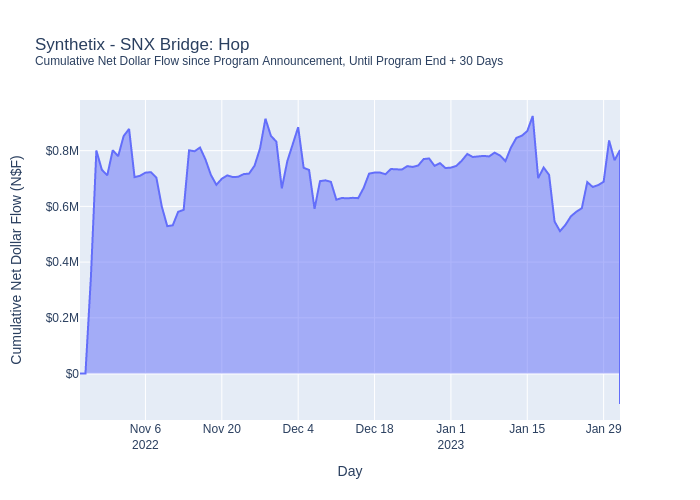 Synthetix - SNX Bridge: Hop
Cumulative Net Dollar Flow since Program Announcement, Until Program End + 30 Days
Cumulative Net Dollar Flow (N$F)
$0.8M
$0.6M
$0.4M
$0.2M
$0
Nov 6
2022
Nov 20
Dec 4
Dec 18
Jan 1
2023
Jan 15
Jan 29
Day